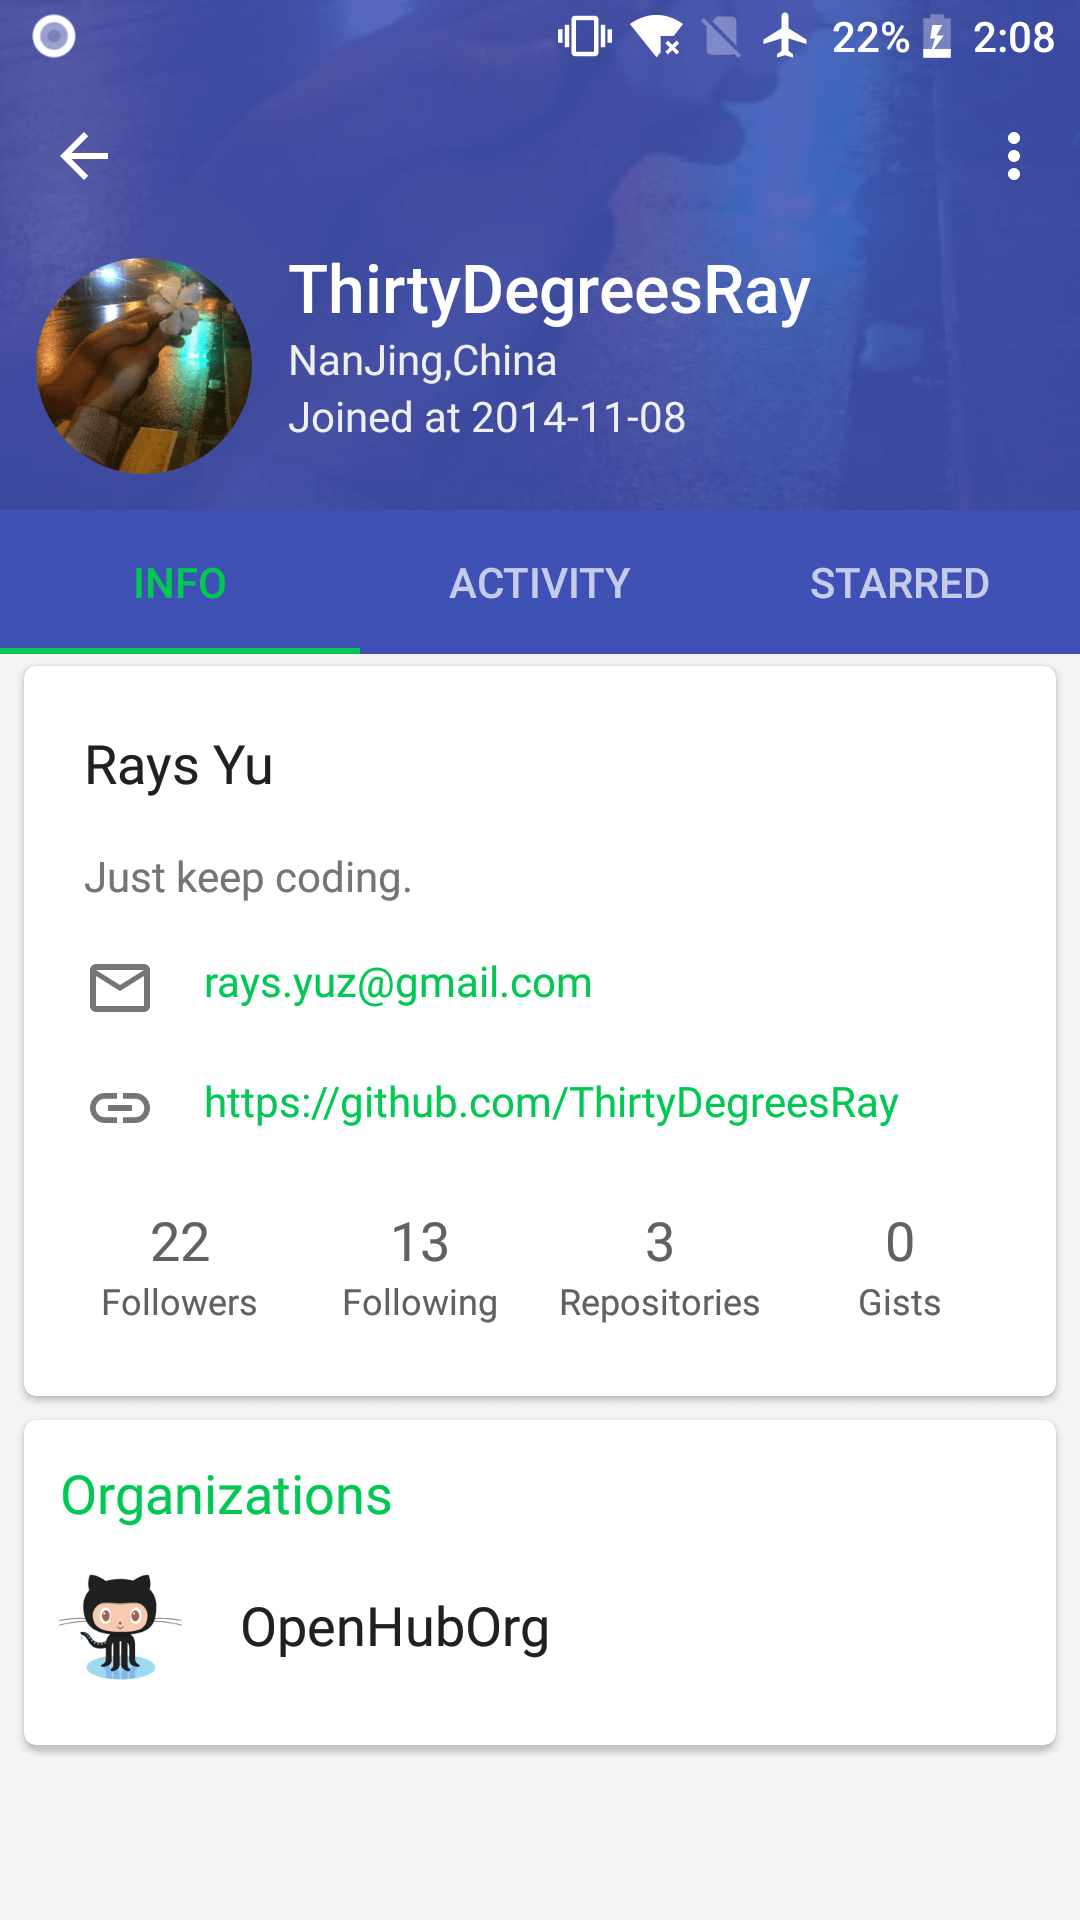 22% 2:08
ThirtyDegreesRay
NanJing,China
Joined at 2014-11-08
INFO ACTIVITY STARRED
Rays Yu
Just keep coding.
rays.yuz@gmail.com
https://github.com/ThirtyDegreesRay
22 13 3 0
Followers Following Repositories Gists
Organizations
OpenHubOrg